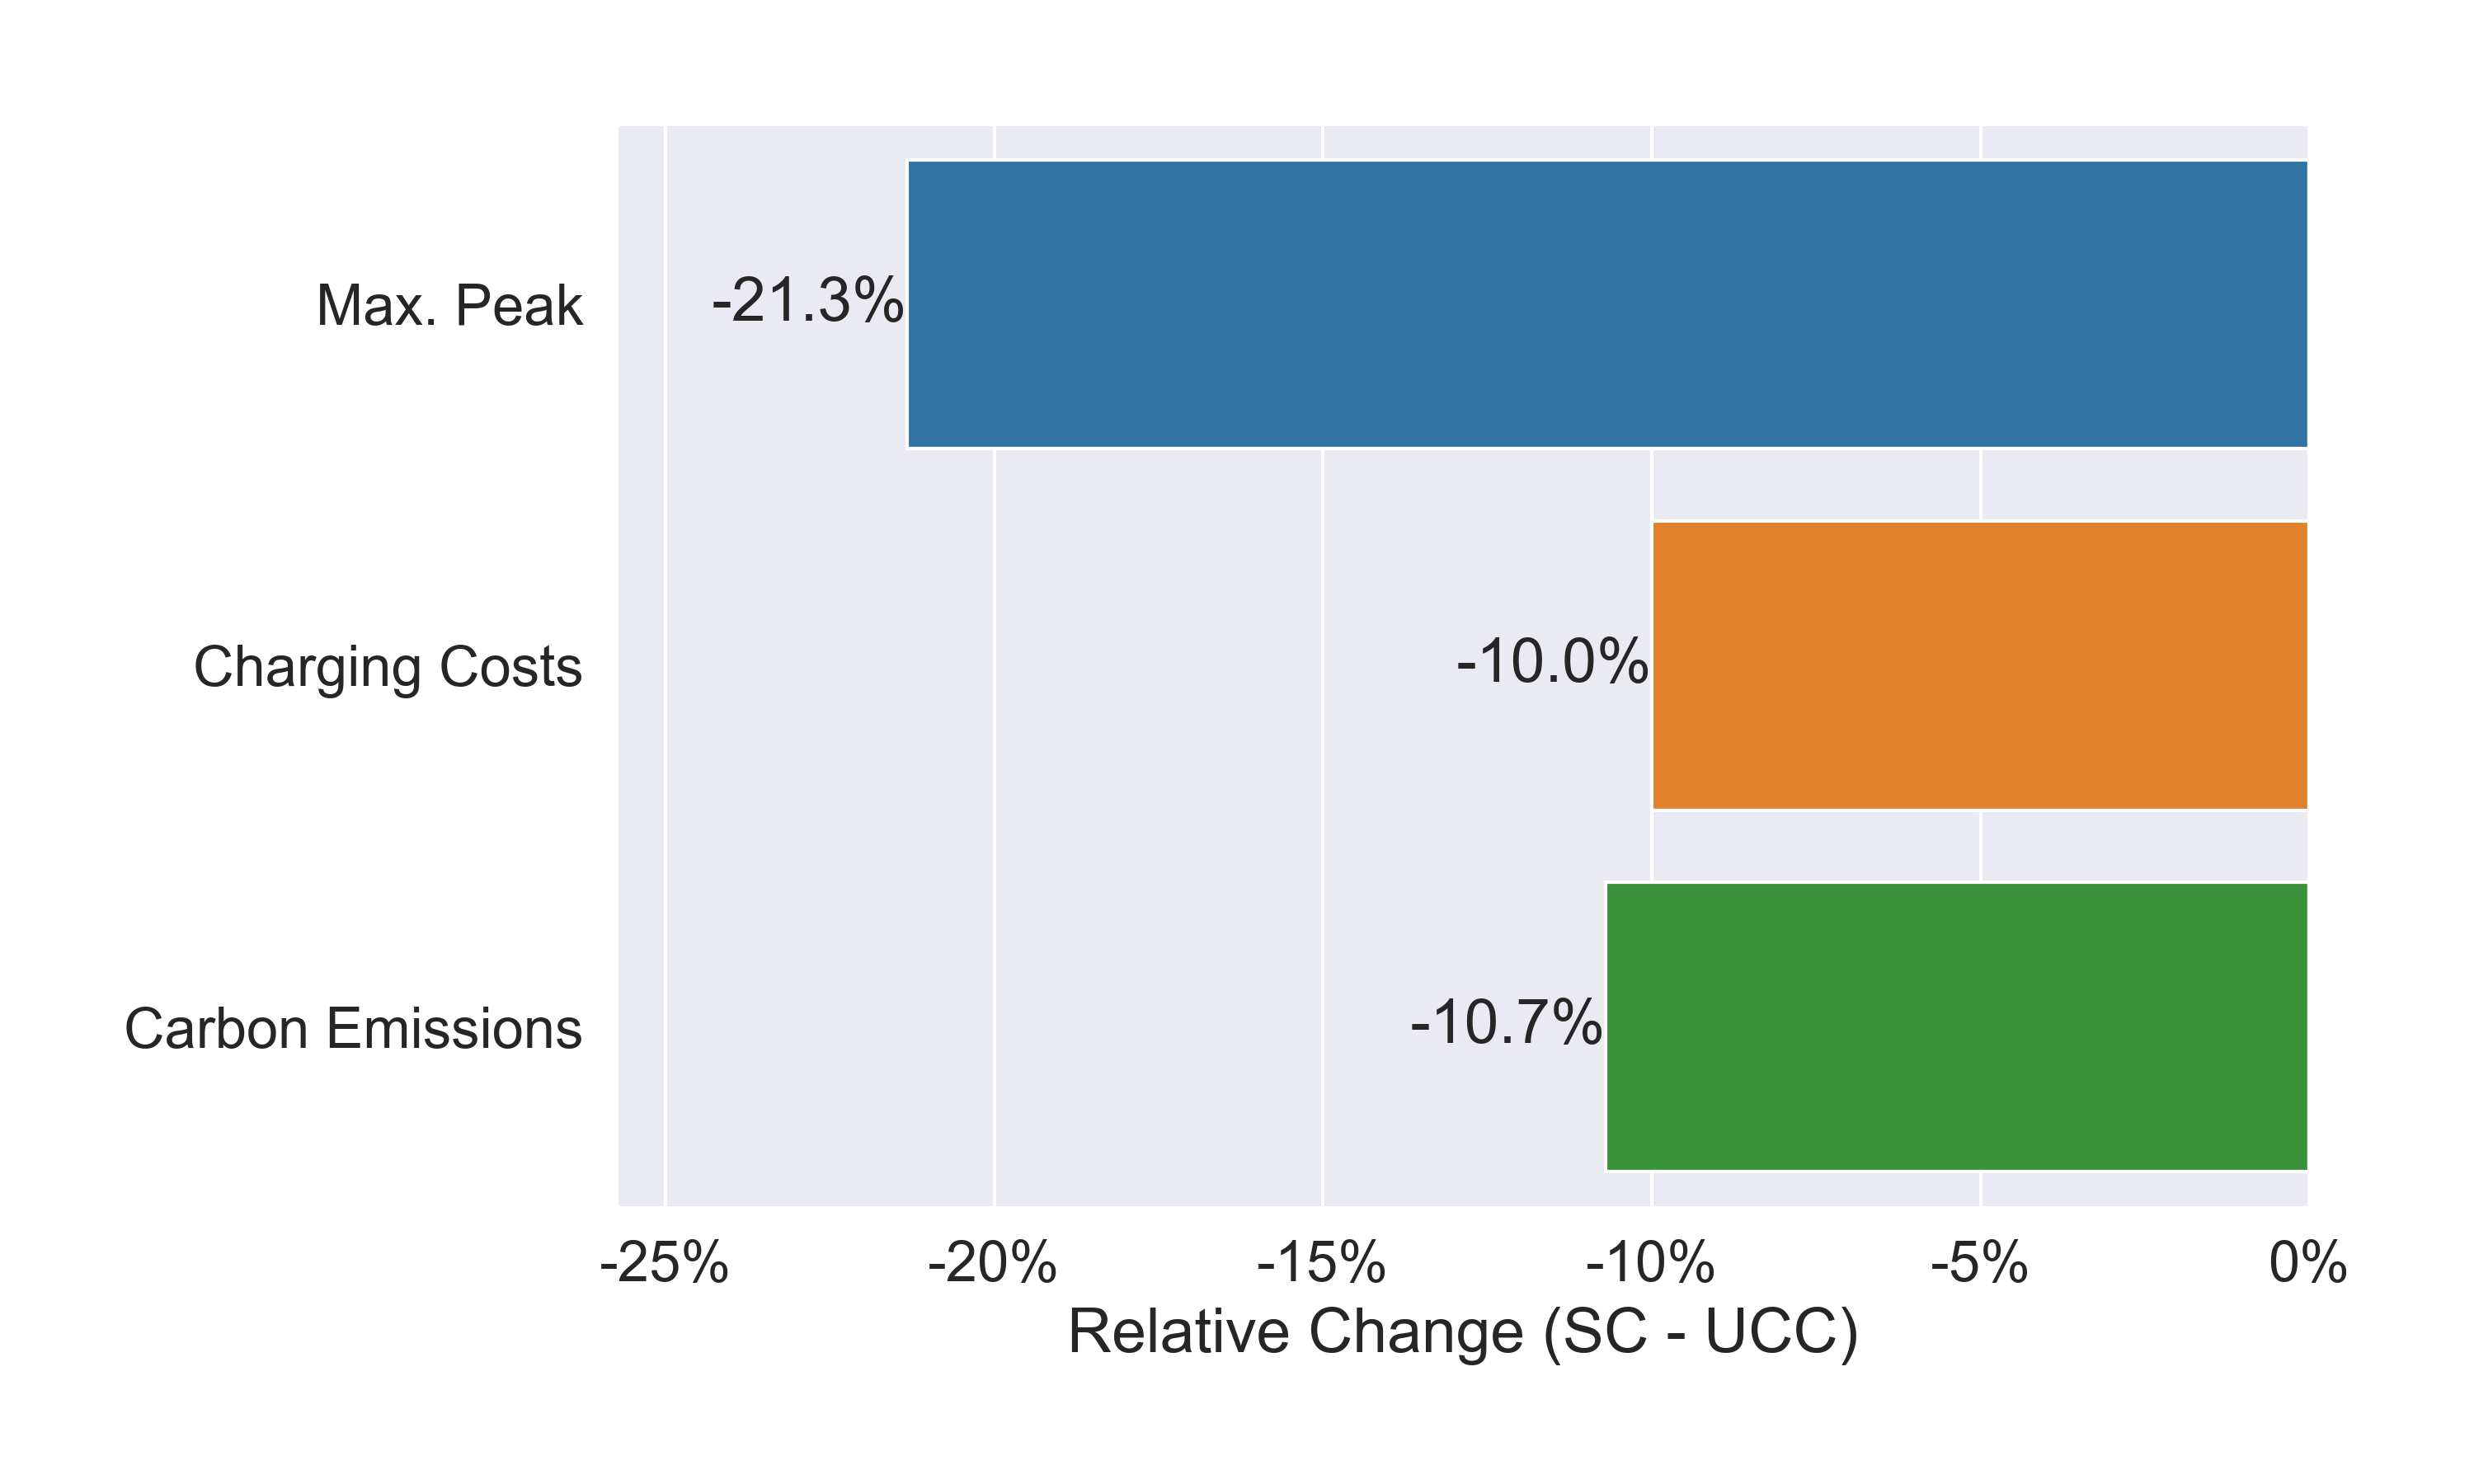 Max. Peak
-21.3%
Charging Costs
-10.0%
Carbon Emissions
-10.7%
-25% -20% -15% -10% -5% 0%
Relative Change (SC - UCC)